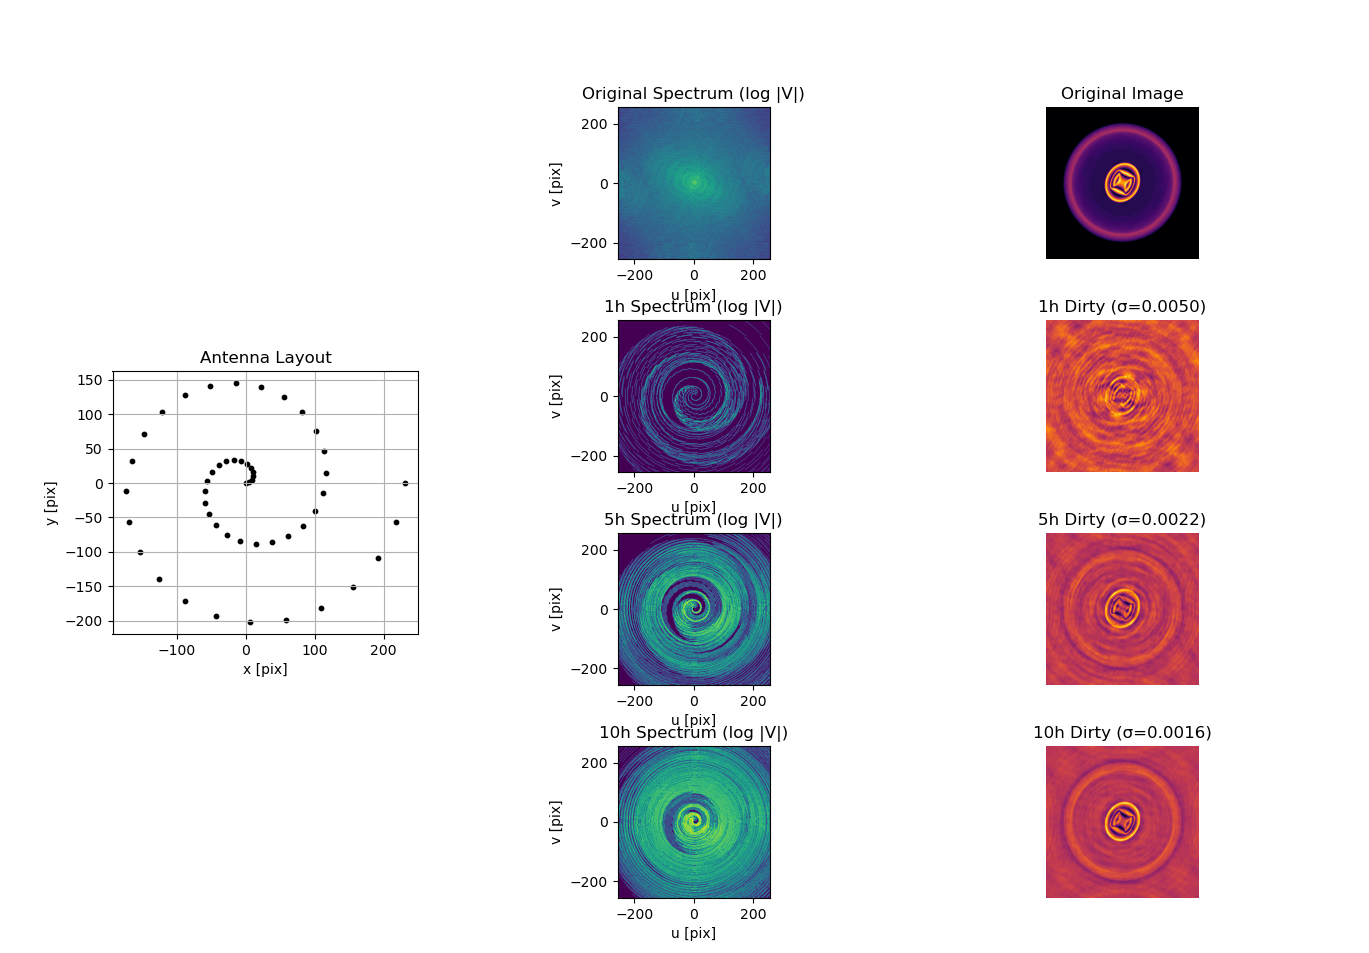 Antenna Layout
150
100
50
0
−50
−100
−150
−200
−100
0
100
200
x [pix]
y [pix]
Original Spectrum (log |V|)
200
0
−200
−200
0
200
u [pix]
v [pix]
Original Image
1h Spectrum (log |V|)
200
0
−200
−200
0
200
u [pix]
v [pix]
1h Dirty (σ=0.0050)
5h Spectrum (log |V|)
200
0
−200
−200
0
200
u [pix]
v [pix]
5h Dirty (σ=0.0022)
10h Spectrum (log |V|)
200
0
−200
−200
0
200
u [pix]
v [pix]
10h Dirty (σ=0.0016)